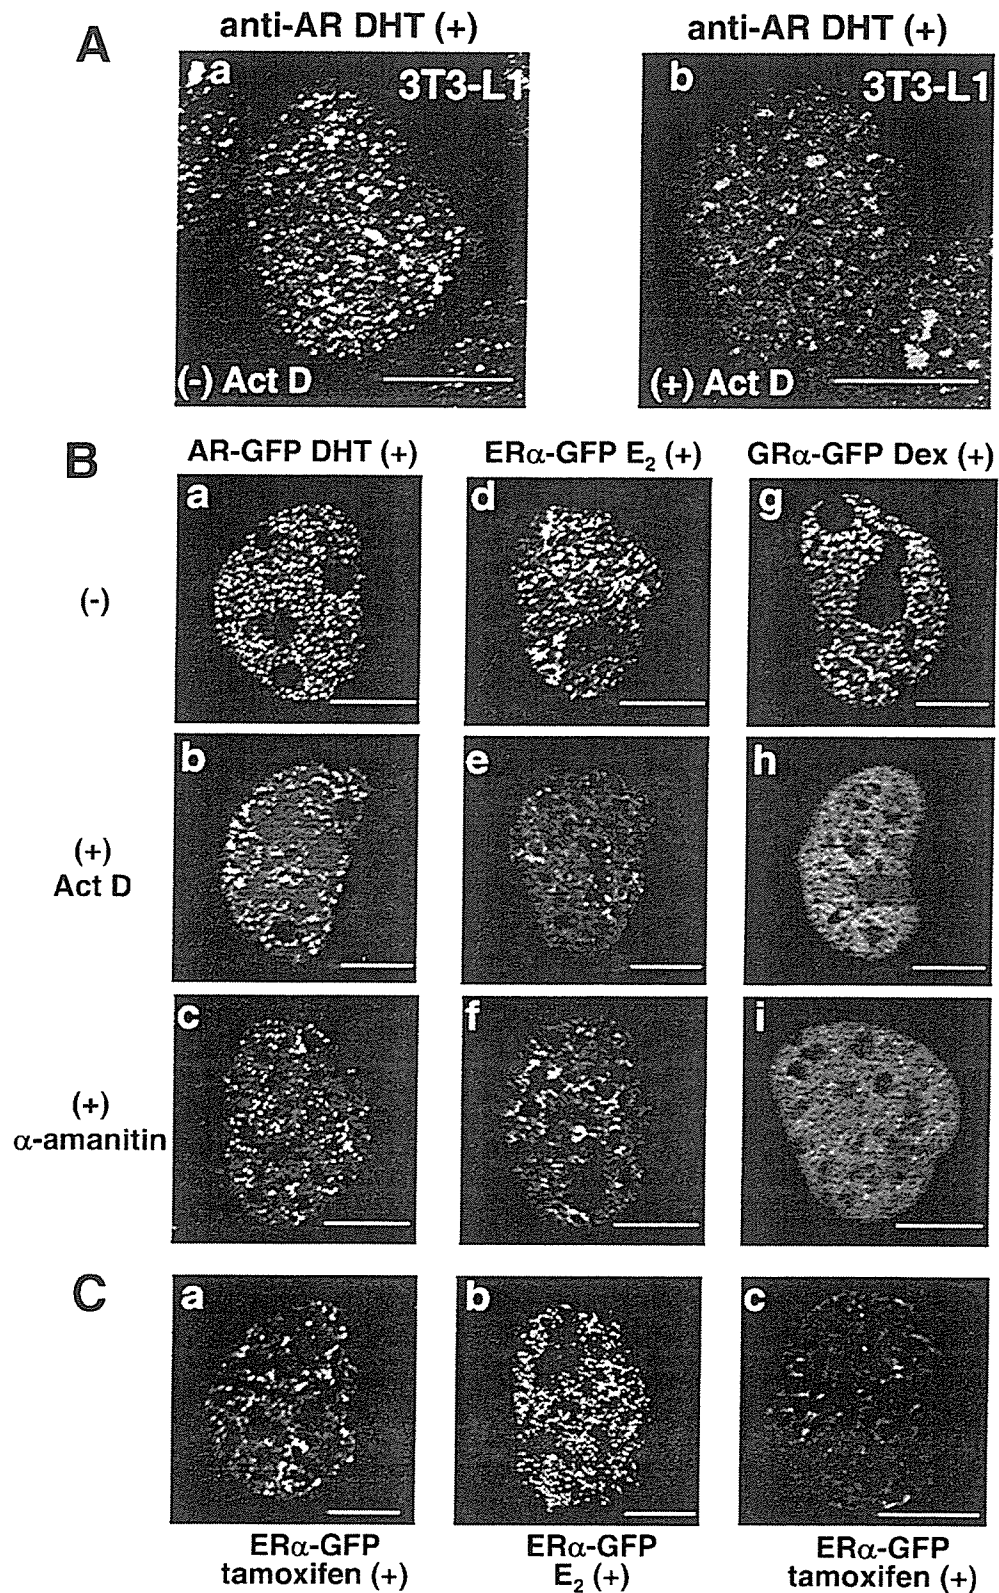 A
anti-AR DHT (+)
anti-AR DHT (+)
a
3T3-L1
(-) Act D
b
3T3-L1
(+) Act D
B
AR-GFP DHT (+)
ERα-GFP E₂ (+)
GRα-GFP Dex (+)
(-)
a
d
g
(+)
Act D
b
e
h
(+)
α-amanitin
c
f
i
C
a
b
c
ERα-GFP
tamoxifen (+)
ERα-GFP
E₂ (+)
ERα-GFP
tamoxifen (+)